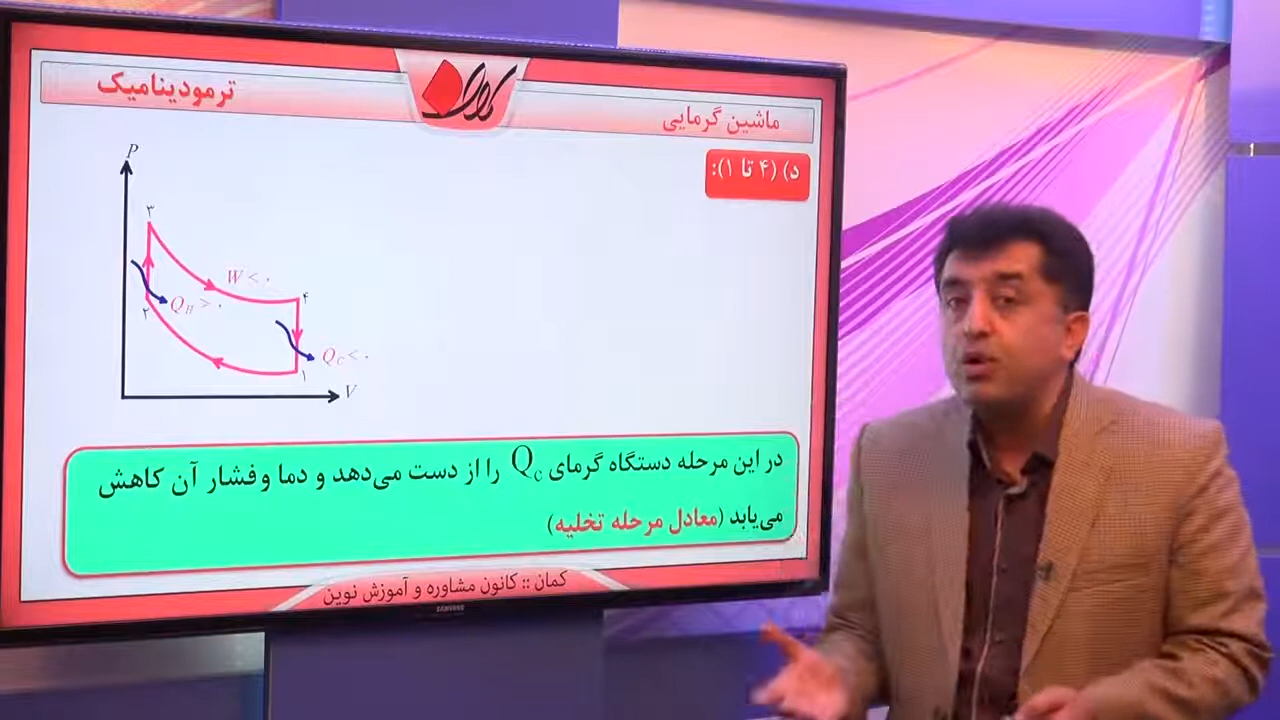 ترمودینامیک
کمان
ماشین گرمایی
د) (۴ تا ۱):
P
۳
W < ۰
۴
Q_H > ۰
۲
Q_C < ۰
۱
V
در این مرحله دستگاه گرمای Q_C را از دست می‌دهد و دما و فشار آن کاهش
می‌یابد (معادل مرحله تخلیه)
کمان :: کانون مشاوره و آموزش نوین
SAMSUNG